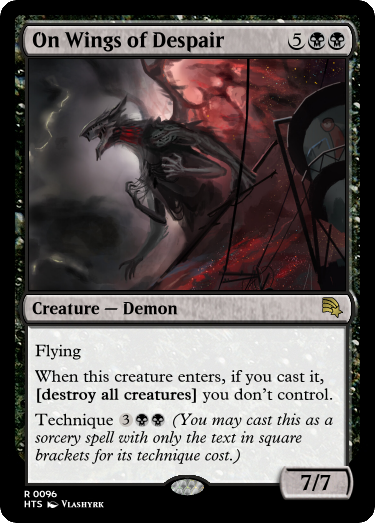 On Wings of Despair 5
Creature — Demon
Flying
When this creature enters, if you cast it,
[destroy all creatures] you don't control.
Technique 3 (You may cast this as
a sorcery spell with only the text in square
brackets for its technique cost.)
7/7
R 0096
HTS Vlashyrk